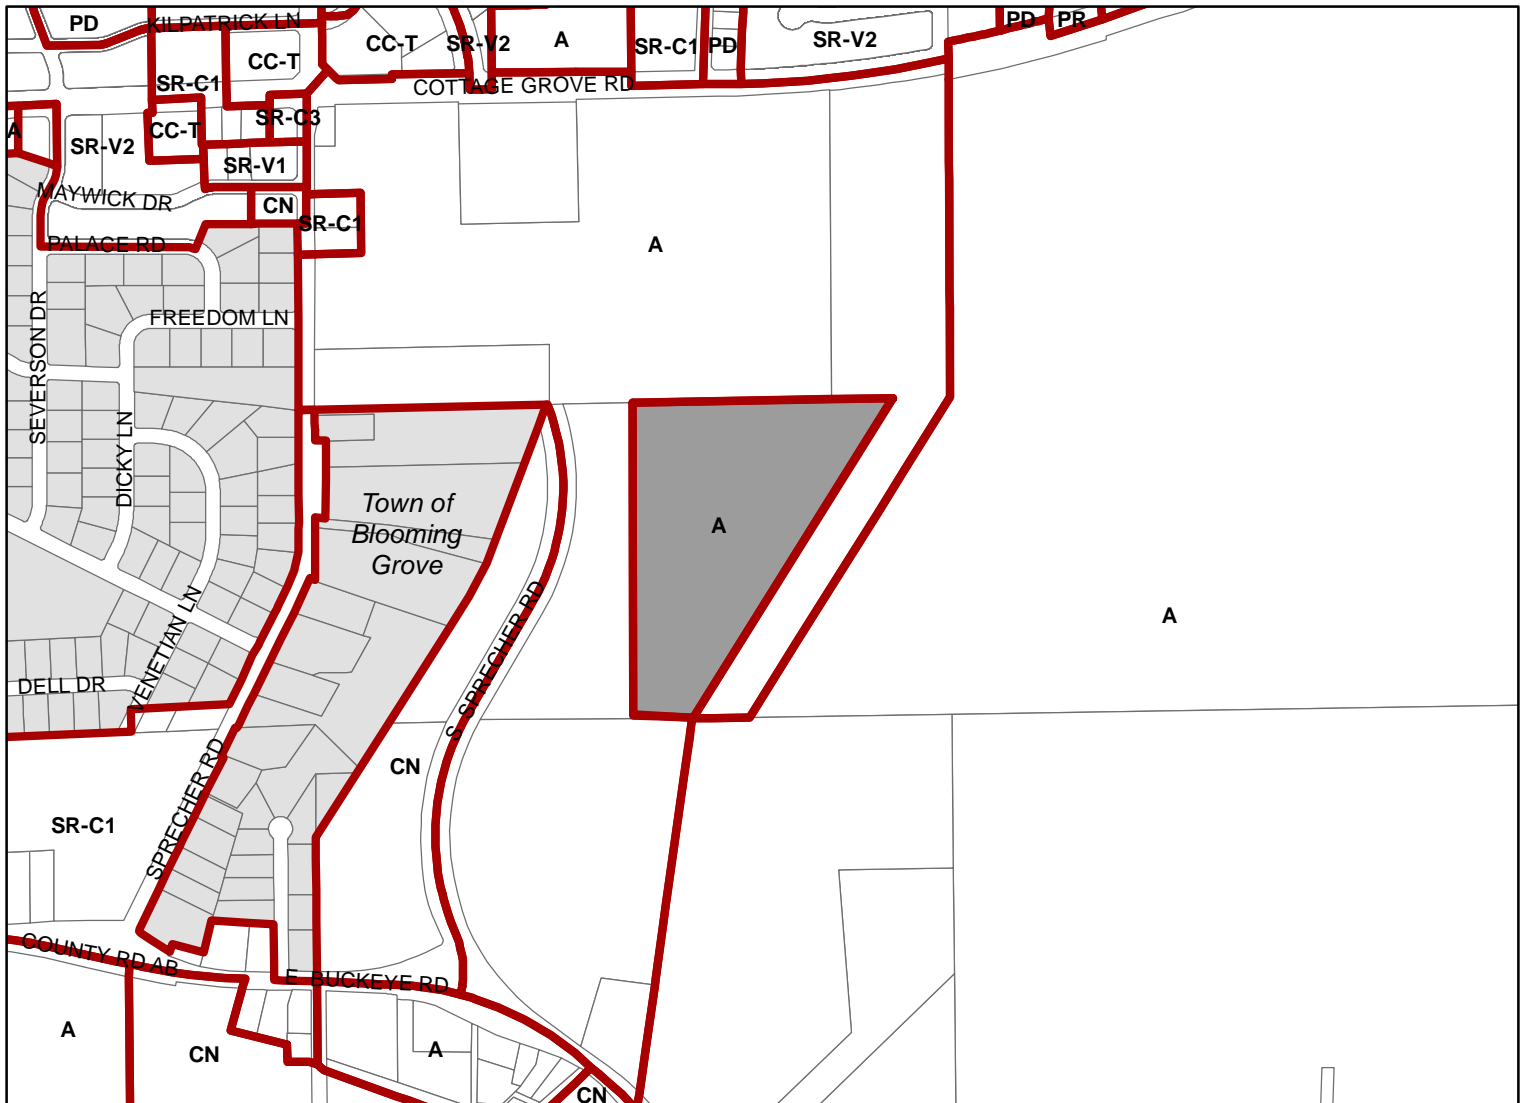 PD
KILPATRICK LN
CC-T
CC-T
SR-V2
A
SR-C1
PD
SR-V2
PD
PR
SR-C1
COTTAGE GROVE RD
A
SR-V2
CC-T
SR-C3
SR-V1
MAYWICK DR
CN
SR-C1
PALACE RD
A
SEVERSON DR
FREEDOM LN
DICKY LN
Town of
Blooming
Grove
A
A
VENETIAN LN
S SPRECHER RD
DELL DR
SPRECHER RD
CN
SR-C1
COUNTY RD AB
E BUCKEYE RD
A
CN
A
CN